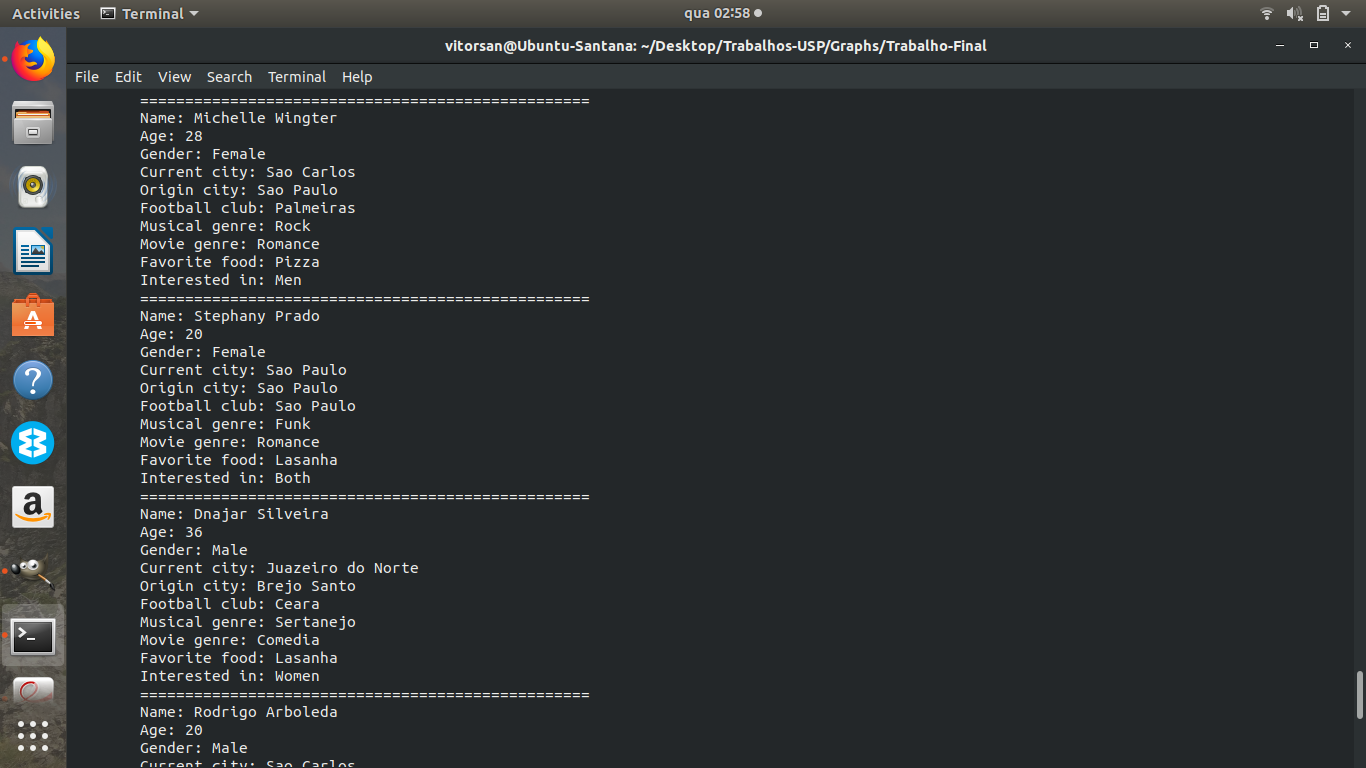 Activities Terminal qua 02:58
vitorsan@Ubuntu-Santana: ~/Desktop/Trabalhos-USP/Graphs/Trabalho-Final
File Edit View Search Terminal Help
==================================================
Name: Michelle Wingter
Age: 28
Gender: Female
Current city: Sao Carlos
Origin city: Sao Paulo
Football club: Palmeiras
Musical genre: Rock
Movie genre: Romance
Favorite food: Pizza
Interested in: Men
==================================================
Name: Stephany Prado
Age: 20
Gender: Female
Current city: Sao Paulo
Origin city: Sao Paulo
Football club: Sao Paulo
Musical genre: Funk
Movie genre: Romance
Favorite food: Lasanha
Interested in: Both
==================================================
Name: Dnajar Silveira
Age: 36
Gender: Male
Current city: Juazeiro do Norte
Origin city: Brejo Santo
Football club: Ceara
Musical genre: Sertanejo
Movie genre: Comedia
Favorite food: Lasanha
Interested in: Women
==================================================
Name: Rodrigo Arboleda
Age: 20
Gender: Male
Current city: Sao Carlos